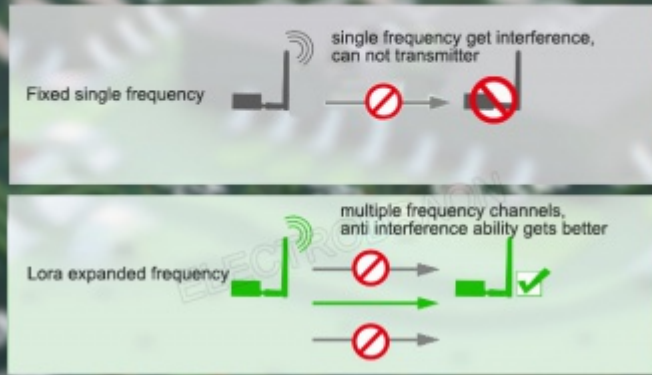 single frequency get interference,
can not transmitter
Fixed single frequency
multiple frequency channels,
anti interference ability gets better
Lora expanded frequency
ELECTRODRAGON